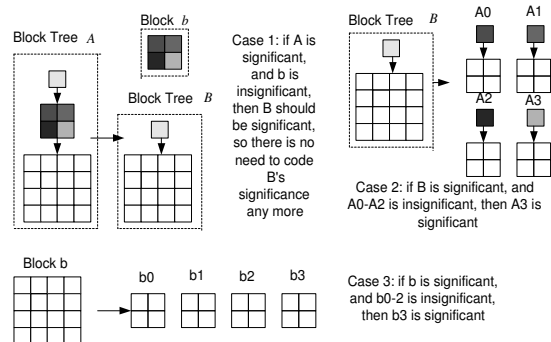 Block Tree A
Block b
Block Tree B
Case 1: if A is
significant,
and b is
insignificant,
then B should
be significant,
so there is no
need to code
B's
significance
any more
Block Tree B
A0
A1
A2
A3
Case 2: if B is significant, and
A0-A2 is insignificant, then A3 is
significant
Block b
b0
b1
b2
b3
Case 3: if b is significant,
and b0-2 is insignificant,
then b3 is significant